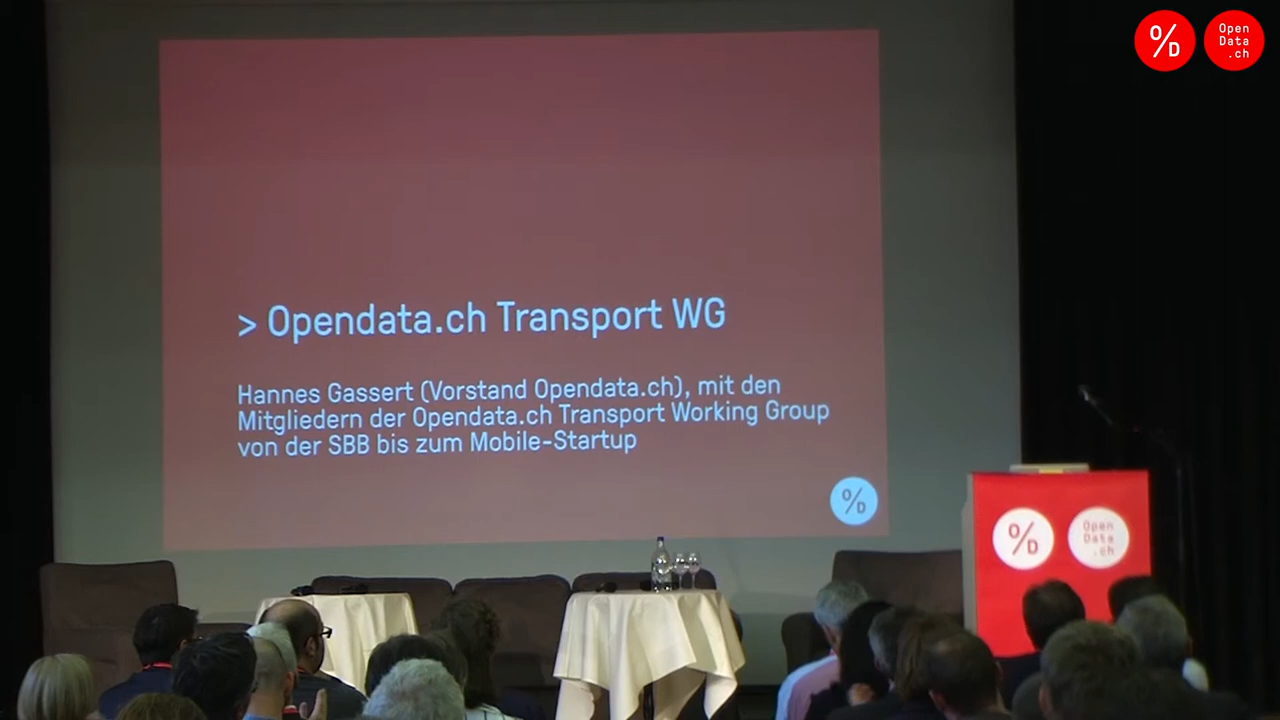 %D
Open
Data
.ch
> Opendata.ch Transport WG
Hannes Gassert (Vorstand Opendata.ch), mit den
Mitgliedern der Opendata.ch Transport Working Group
von der SBB bis zum Mobile-Startup
%D
%D
Open
Data
.ch